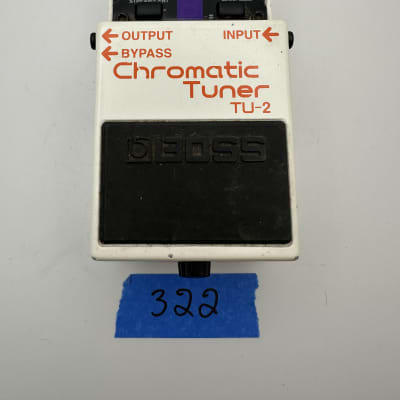 ← OUTPUT INPUT ←
← BYPASS
Chromatic
Tuner
TU-2
BOSS
322